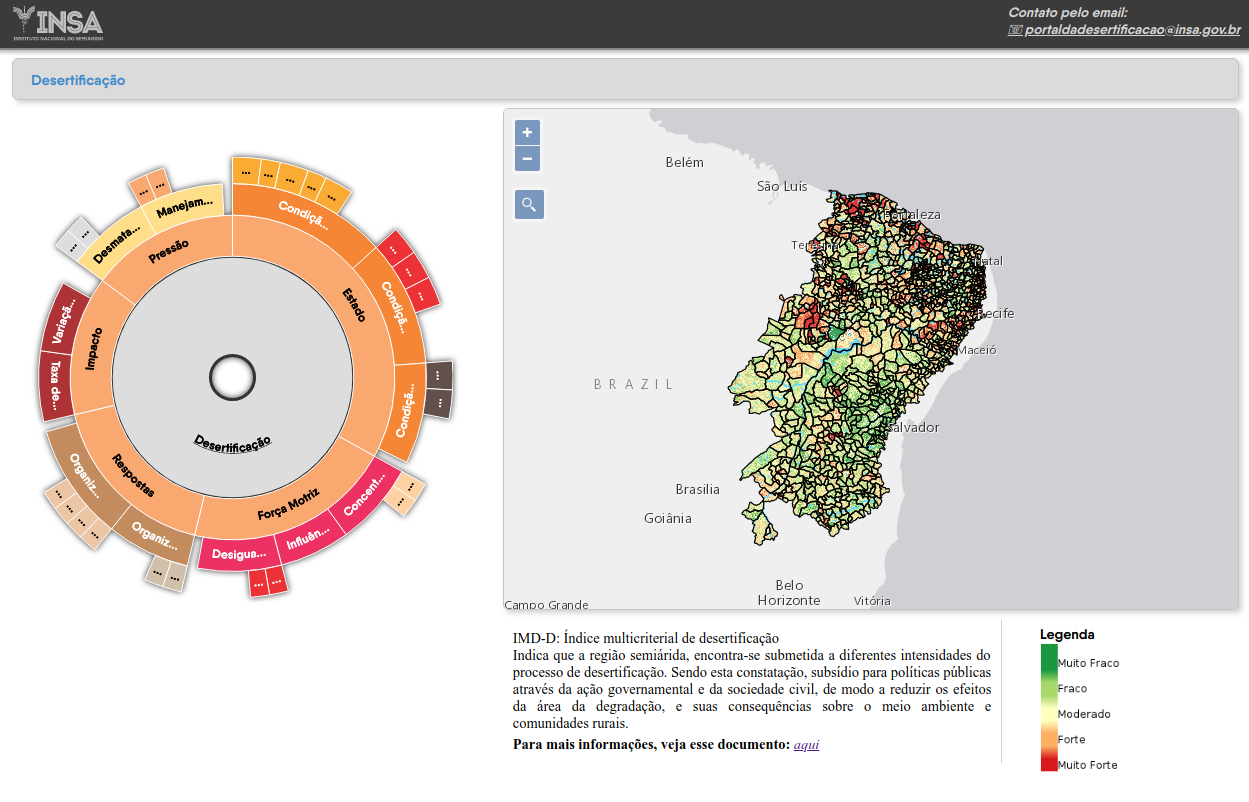 INSA
INSTITUTO NACIONAL DO SEMIÁRIDO
Contato pelo email:
portaldadesertificacao@insa.gov.br
Desertificação
...
...
...
...
...
Condiçã...
Estado
...
...
...
Condiçã...
...
...
Condiçã...
Força Motriz
Concent...
...
...
Influên...
Desigua...
...
...
Respostas
Organiz...
...
...
Organiz...
...
...
...
...
Impacto
Taxa de...
Variaçã...
Pressão
Desmata...
...
...
Manejam...
...
...
Desertificação
+
−
Belém
São Luís
Fortaleza
Teresina
Natal
Recife
Maceió
BRAZIL
Salvador
Brasilia
Goiânia
Belo
Horizonte
Vitória
Campo Grande
IMD-D: Índice multicriterial de desertificação
Indica que a região semiárida, encontra-se submetida a diferentes intensidades do
processo de desertificação. Sendo esta constatação, subsídio para políticas públicas
através da ação governamental e da sociedade civil, de modo a reduzir os efeitos
da área da degradação, e suas consequências sobre o meio ambiente e
comunidades rurais.
Para mais informações, veja esse documento: aqui
Legenda
Muito Fraco
Fraco
Moderado
Forte
Muito Forte